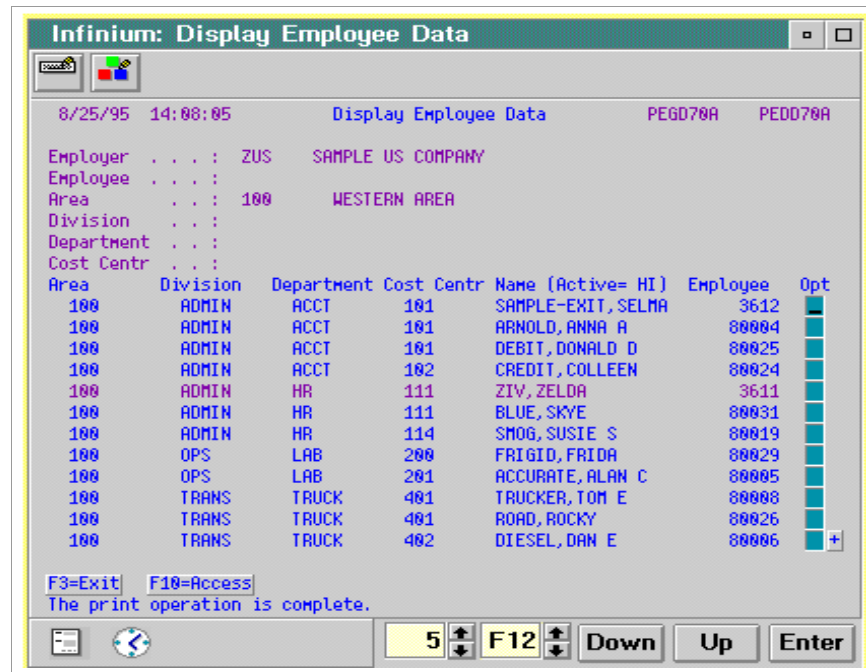 Infinium: Display Employee Data
8/25/95 14:08:05 Display Employee Data PEGD70A PEDD70A
Employer . . . : ZUS SAMPLE US COMPANY
Employee . . . :
Area . . : 100 WESTERN AREA
Division . . :
Department . . :
Cost Centr . . :
Area Division Department Cost Centr Name (Active= HI) Employee Opt
100 ADMIN ACCT 101 SAMPLE-EXIT,SELMA 3612
100 ADMIN ACCT 101 ARNOLD,ANNA A 80004
100 ADMIN ACCT 101 DEBIT,DONALD D 80025
100 ADMIN ACCT 102 CREDIT,COLLEEN 80024
100 ADMIN HR 111 ZIV,ZELDA 3611
100 ADMIN HR 111 BLUE,SKYE 80031
100 ADMIN HR 114 SMOG,SUSIE S 80019
100 OPS LAB 200 FRIGID,FRIDA 80029
100 OPS LAB 201 ACCURATE,ALAN C 80005
100 TRANS TRUCK 401 TRUCKER,TOM E 80008
100 TRANS TRUCK 401 ROAD,ROCKY 80026
100 TRANS TRUCK 402 DIESEL,DAN E 80006 +
F3=Exit F10=Access
The print operation is complete.
5 F12 Down Up Enter